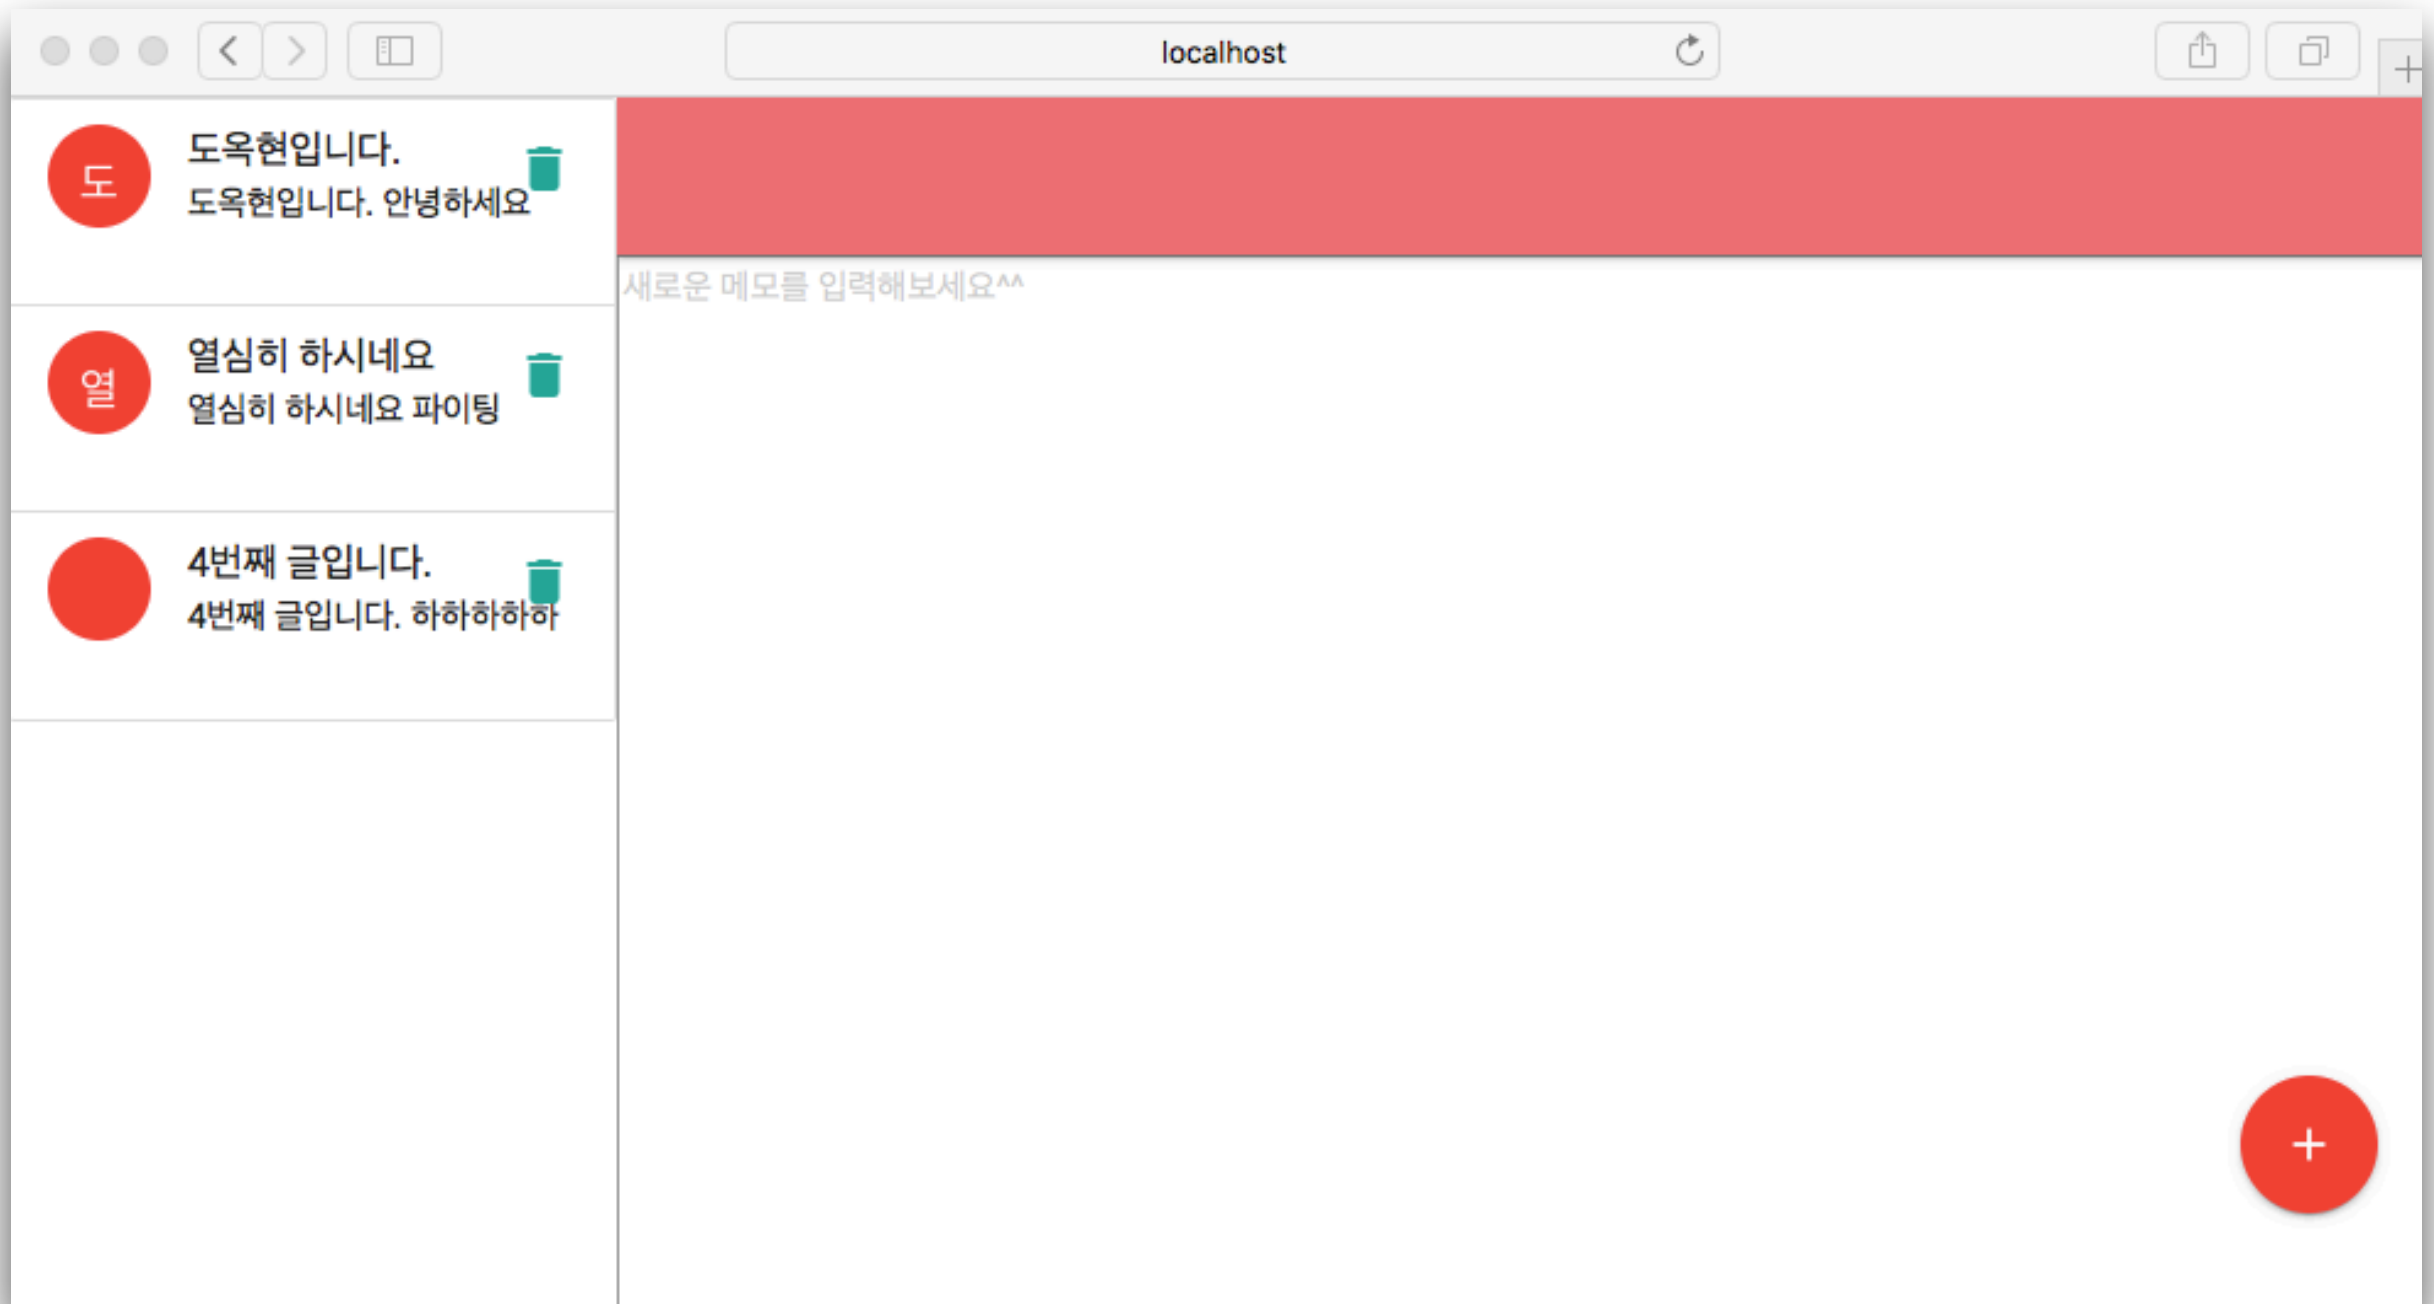 localhost
도
도옥현입니다.
도옥현입니다. 안녕하세요
열
열심히 하시네요
열심히 하시네요 파이팅
4번째 글입니다.
4번째 글입니다. 하하하하하
새로운 메모를 입력해보세요^^